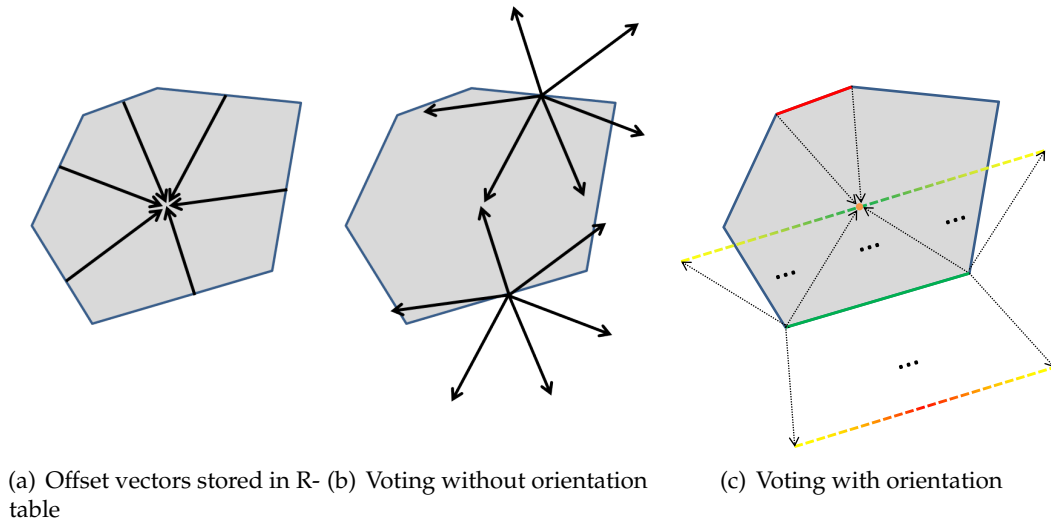 (a) Offset vectors stored in R- (b) Voting without orientation (c) Voting with orientation
table